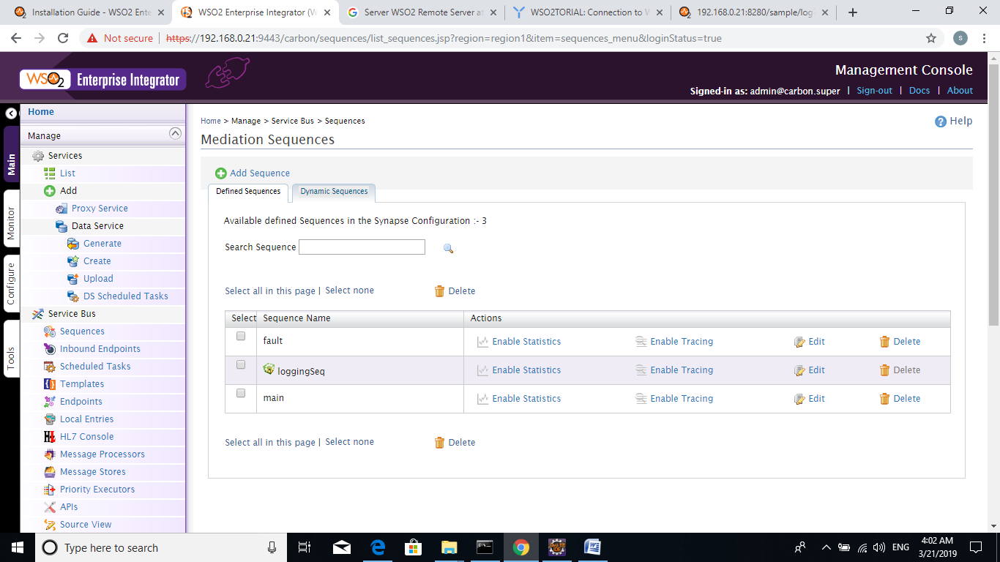 Installation Guide - WSO2 Ente
WSO2 Enterprise Integrator (W
Server WSO2 Remote Server at
WSO2TORIAL: Connection to W
192.168.0.21:8280/sample/log
Not secure | https://192.168.0.21:9443/carbon/sequences/list_sequences.jsp?region=region1&item=sequences_menu&loginStatus=true
S
WSO2 Enterprise Integrator
Management Console
Signed-in as: admin@carbon.super | Sign-out | Docs | About
Main
Monitor
Configure
Tools
Home
Manage
Services
List
Add
Proxy Service
Data Service
Generate
Create
Upload
DS Scheduled Tasks
Service Bus
Sequences
Inbound Endpoints
Scheduled Tasks
Templates
Endpoints
Local Entries
HL7 Console
Message Processors
Message Stores
Priority Executors
APIs
Source View
Home > Manage > Service Bus > Sequences
Help
Mediation Sequences
Add Sequence
Defined Sequences Dynamic Sequences
Available defined Sequences in the Synapse Configuration :- 3
Search Sequence
Select all in this page | Select none Delete
Select Sequence Name Actions
fault Enable Statistics Enable Tracing Edit Delete
loggingSeq Enable Statistics Enable Tracing Edit Delete
main Enable Statistics Enable Tracing Edit Delete
Select all in this page | Select none Delete
Type here to search
ENG
4:02 AM
3/21/2019